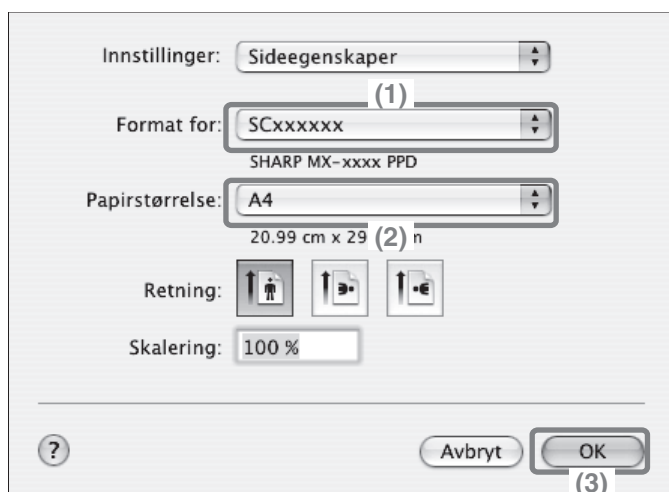 Innstillinger: Sideegenskaper
(1)
Format for: SCxxxxxx
SHARP MX-xxxx PPD
Papirstørrelse: A4
20.99 cm x 29 (2) m
Retning:
Skalering: 100 %
? Avbryt OK
(3)